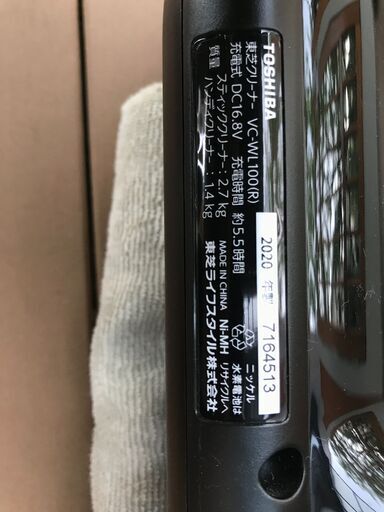 TOSHIBA
東芝クリーナー VC-WL100(R)
充電式 DC16.8V 充電時間 約5.5時間
質量 スティッククリーナー:2.7 kg
ハンディクリーナー:1.4 kg
2020 年製 7164513
MADE IN CHINA
東芝ライフスタイル株式会社
Ni-MH
ニッケル
水素電池は
リサイクルへ